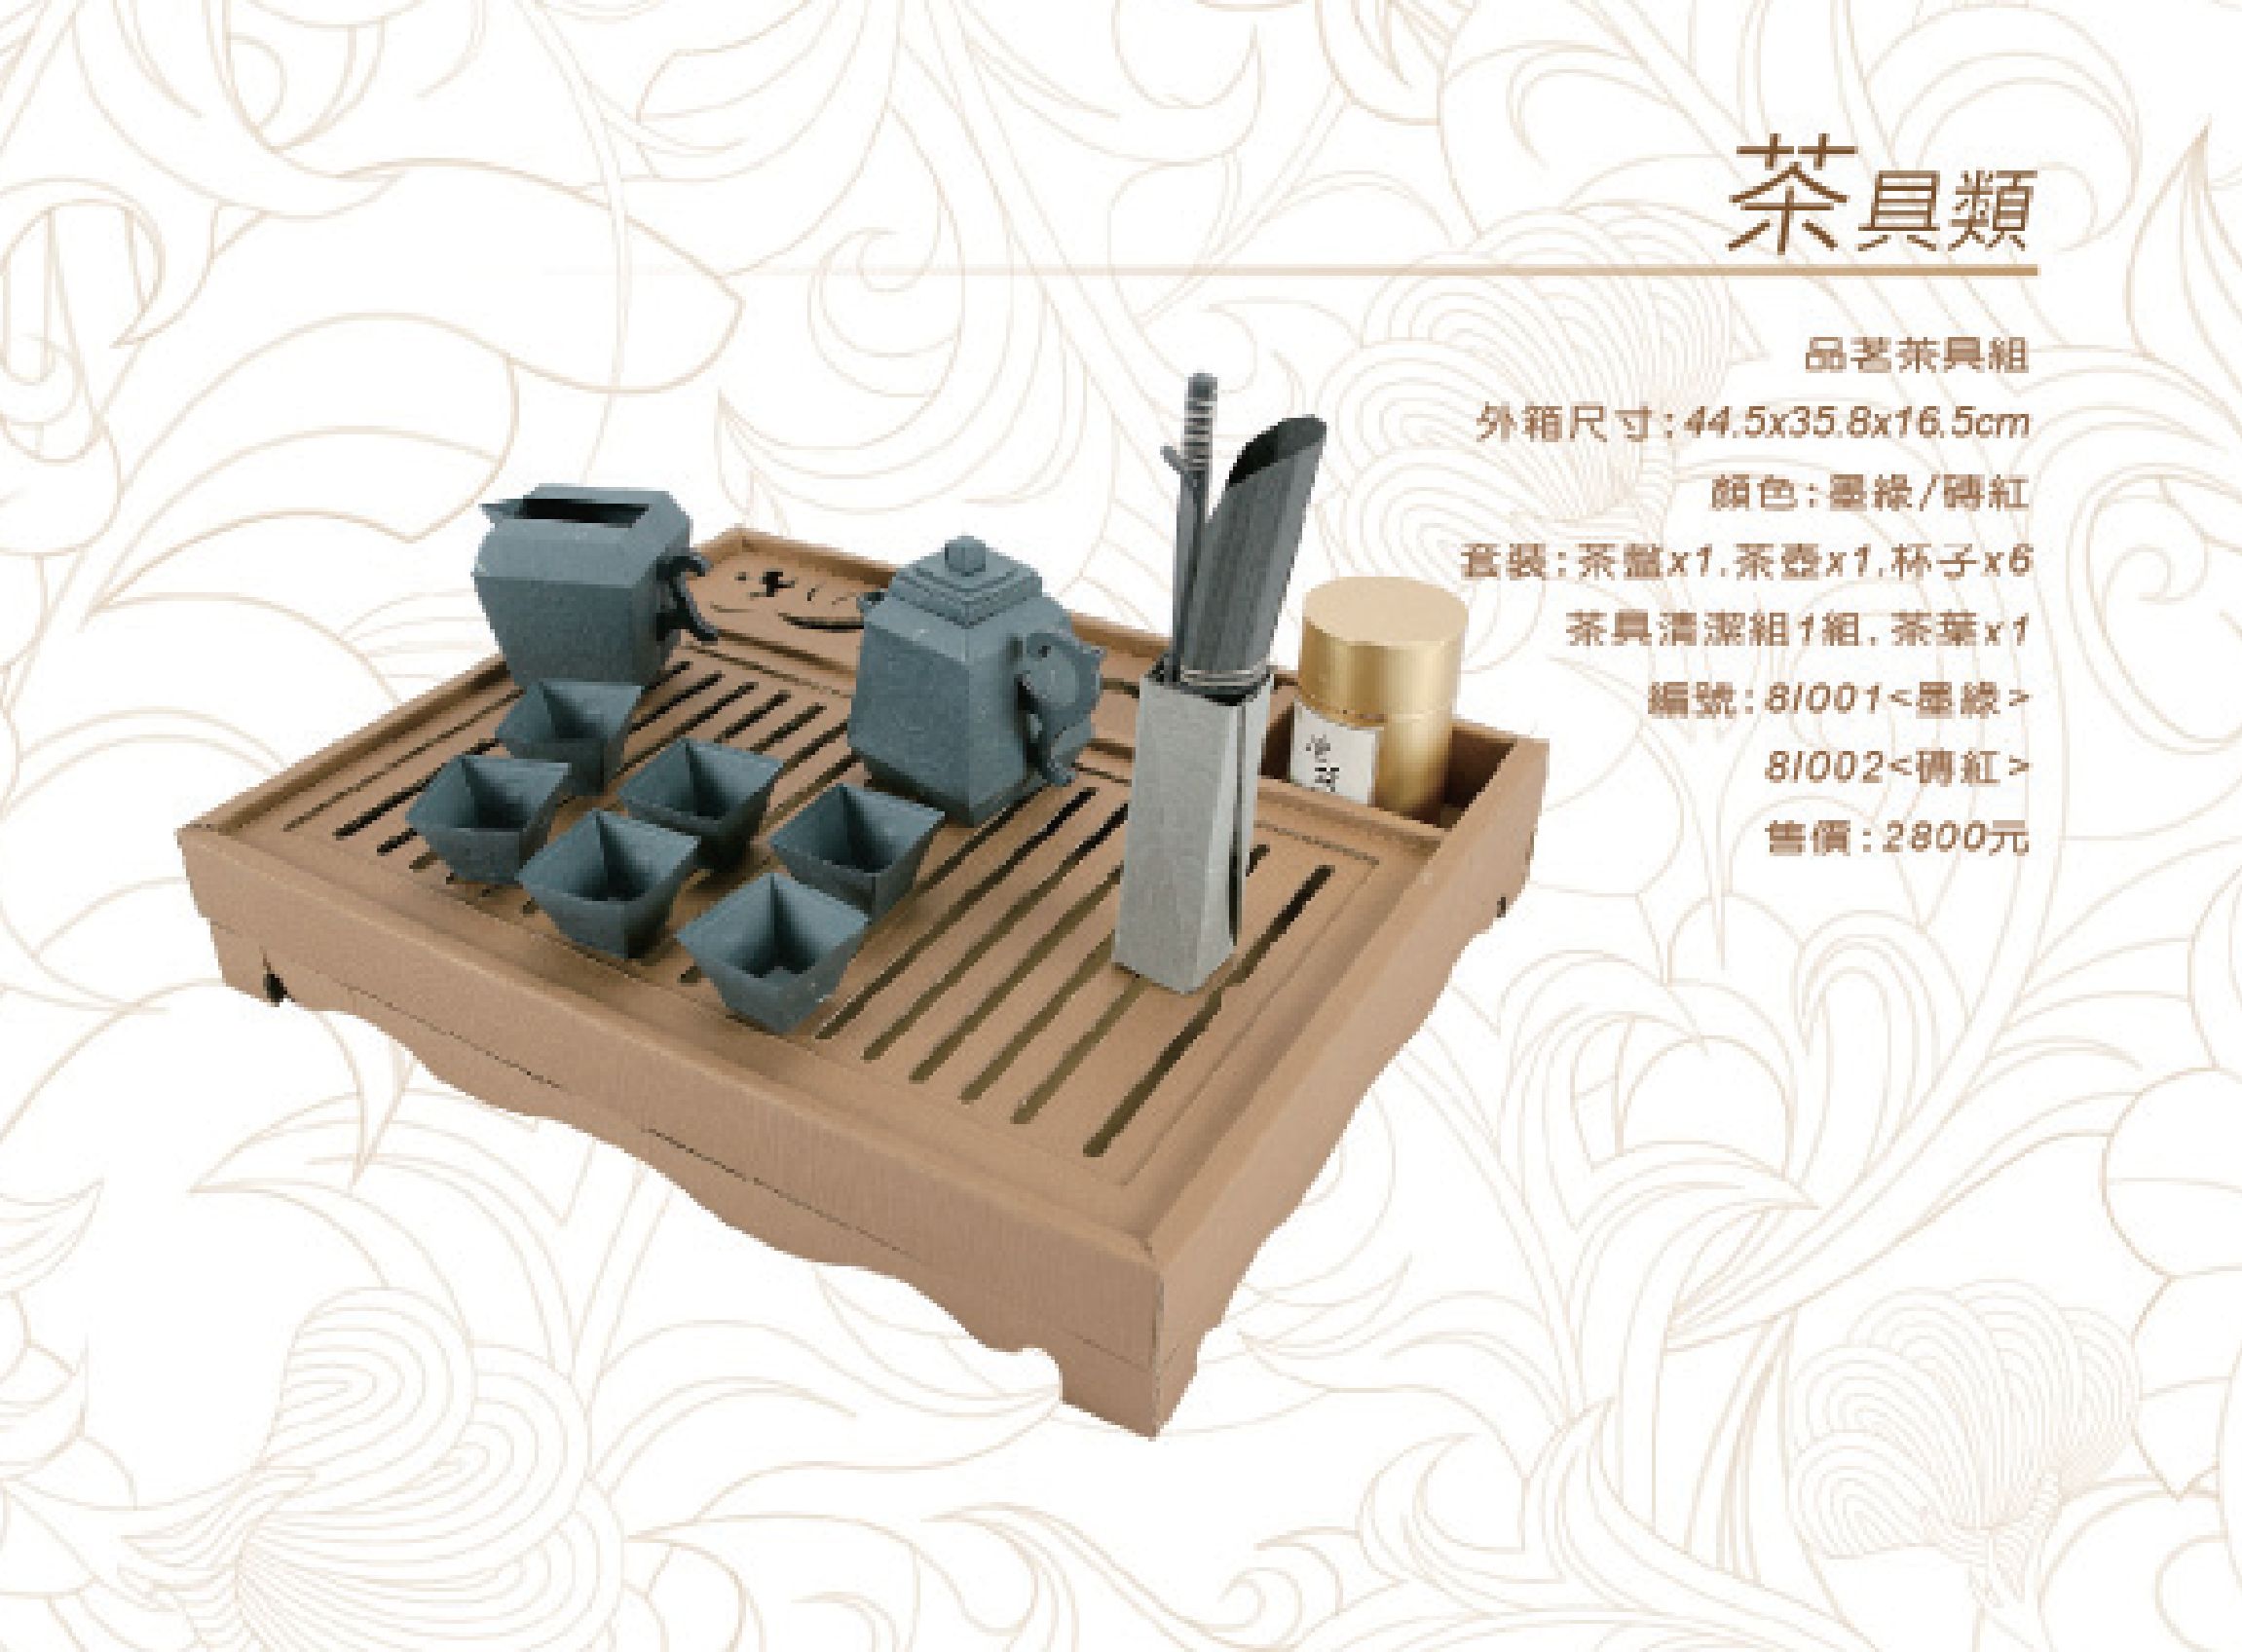 茶具類
品茗茶具組
外箱尺寸:44.5x35.8x16.5cm
顏色:墨綠/磚紅
套裝:茶盤x1.茶壺x1.杯子x6
茶具清潔組1組.茶葉x1
編號:8I001<墨綠>
8I002<磚紅>
售價:2800元